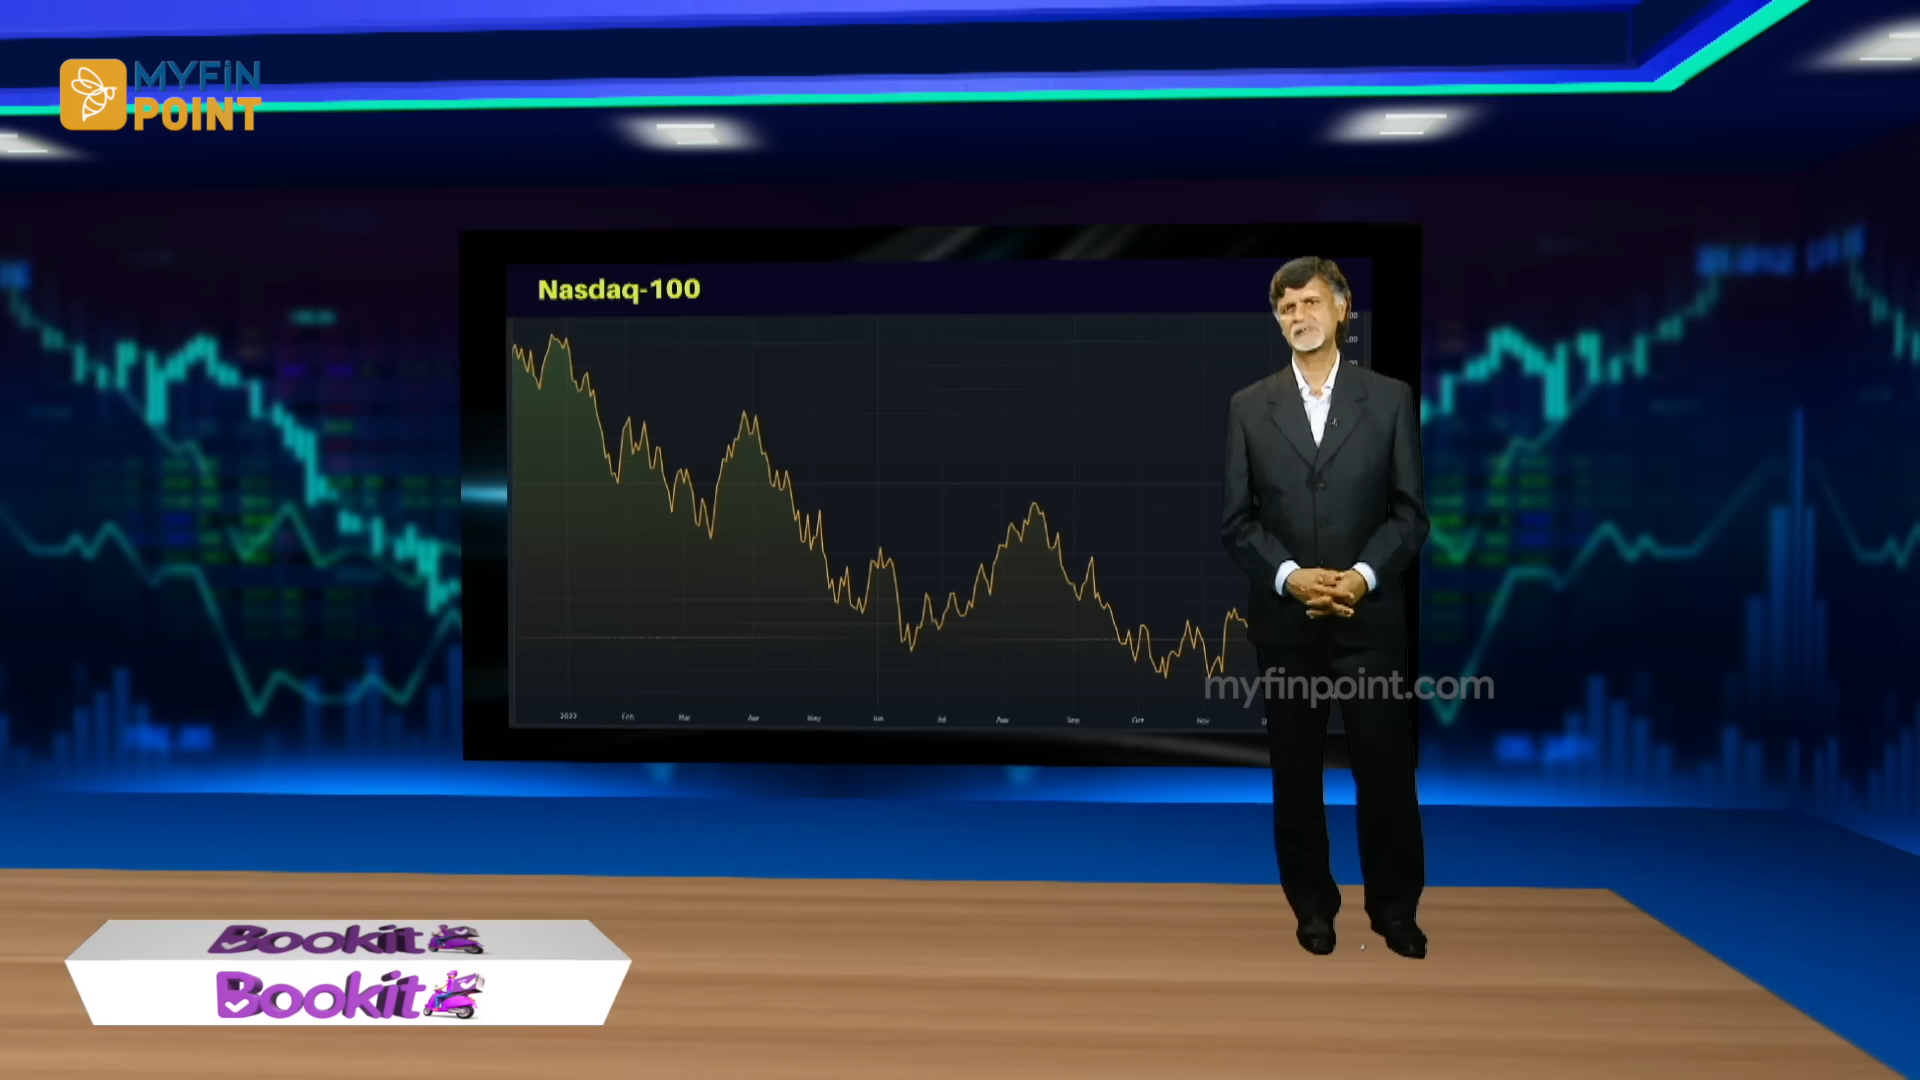 MYFiN
POINT
Nasdaq-100
2022 Feb Mar Apr May Jun Jul Aug Sep Oct Nov
myfinpoint.com
Bookit
Bookit